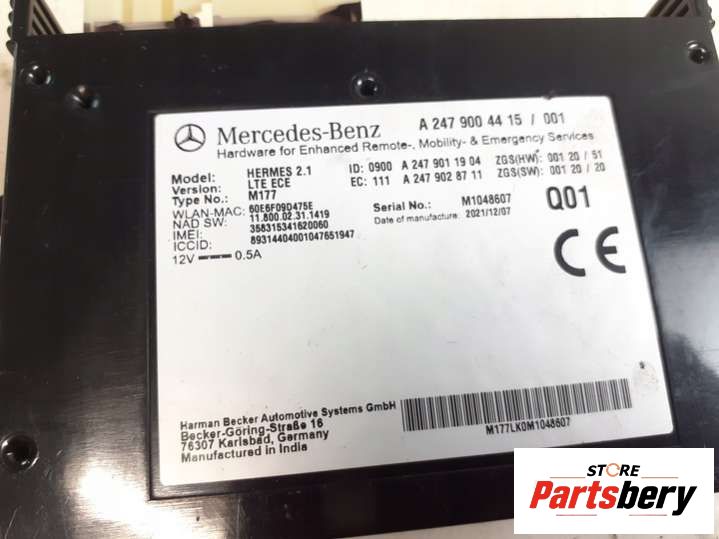 Mercedes-Benz A 247 900 44 15 / 001
Hardware for Enhanced Remote-, Mobility- & Emergency Services
Model: HERMES 2.1 ID: 0900 A 247 901 19 04 ZGS(HW): 001 20 / 51
Version: LTE ECE EC: 111 A 247 902 87 11 ZGS(SW): 001 20 / 20
Type No.: M177
WLAN-MAC: 60E6F09D475E Serial No.: M1048607 Q01
NAD SW: 11.800.02.31.1419 Date of manufacture: 2021/12/07
IMEI: 358315341620060
ICCID: 89314404001047651947
12V 0.5A
CE
Harman Becker Automotive Systems GmbH
Becker-Göring-Straße 16
76307 Karlsbad, Germany
Manufactured in India
M177LK0M1048607
STORE
Partsbery